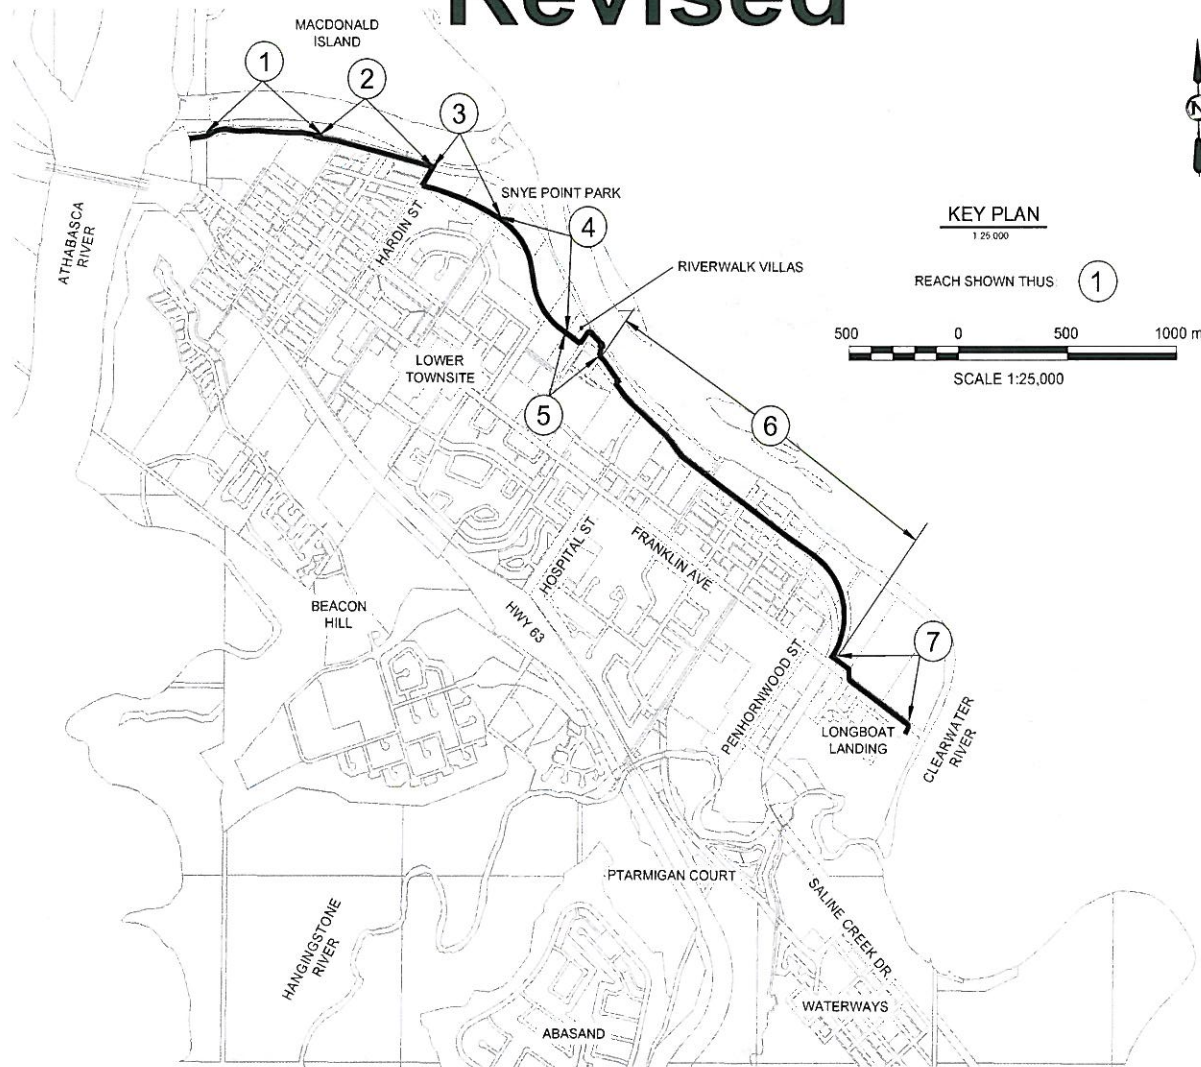 Revised
MACDONALD
ISLAND
1
2
3
SNYE POINT PARK
4
N
KEY PLAN
1:25 000
ATHABASCA
RIVER
HARDIN ST
RIVERWALK VILLAS
REACH SHOWN THUS
1
500 0 500 1000 m
SCALE 1:25,000
LOWER
TOWNSITE
5
6
HOSPITAL ST
FRANKLIN AVE
BEACON
HILL
HWY 63
PENHORNWOOD ST
7
LONGBOAT
LANDING
CLEARWATER
RIVER
PTARMIGAN COURT
SALINE CREEK DR.
HANGINGSTONE
RIVER
WATERWAYS
ABASAND